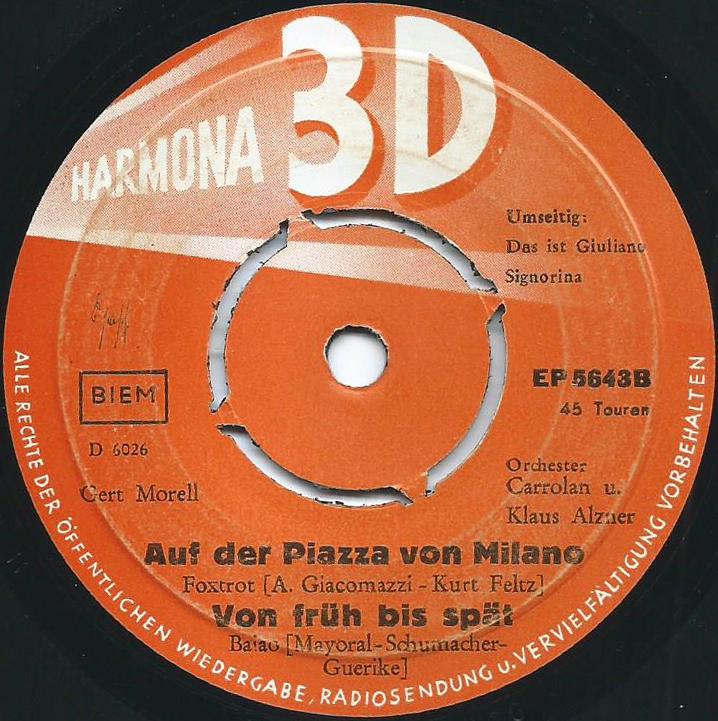 HARMONA 3D
Umseitig:
Das ist Giuliano
Signorina
BIEM
EP 5643B
45 Touren
D 6026
Gert Morell
Orchester
Carrolan u.
Klaus Alzner
Auf der Piazza von Milano
Foxtrot [A. Giacomazzi - Kurt Feltz]
Von früh bis spät
Baiao [Mayoral-Schumacher-
Guerike]
ALLE RECHTE DER ÖFFENTLICHEN WIEDERGABE, RADIOSENDUNG u. VERVIELFÄLTIGUNG VORBEHALTEN